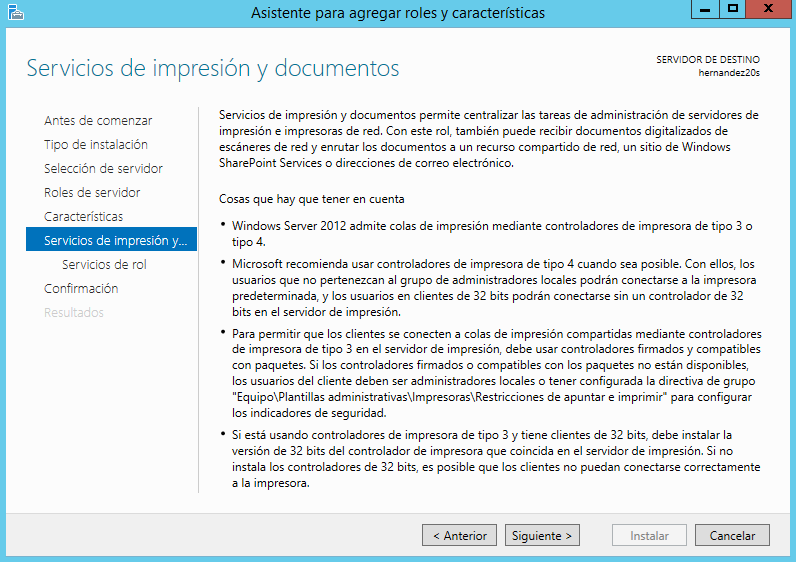 Asistente para agregar roles y características
Servicios de impresión y documentos
SERVIDOR DE DESTINO
hernandez20s
Antes de comenzar
Tipo de instalación
Selección de servidor
Roles de servidor
Características
Servicios de impresión y...
Servicios de rol
Confirmación
Resultados
Servicios de impresión y documentos permite centralizar las tareas de administración de servidores de
impresión e impresoras de red. Con este rol, también puede recibir documentos digitalizados de
escáneres de red y enrutar los documentos a un recurso compartido de red, un sitio de Windows
SharePoint Services o direcciones de correo electrónico.
Cosas que hay que tener en cuenta
• Windows Server 2012 admite colas de impresión mediante controladores de impresora de tipo 3 o
tipo 4.
• Microsoft recomienda usar controladores de impresora de tipo 4 cuando sea posible. Con ellos, los
usuarios que no pertenezcan al grupo de administradores locales podrán conectarse a la impresora
predeterminada, y los usuarios en clientes de 32 bits podrán conectarse sin un controlador de 32
bits en el servidor de impresión.
• Para permitir que los clientes se conecten a colas de impresión compartidas mediante controladores
de impresora de tipo 3 en el servidor de impresión, debe usar controladores firmados y compatibles
con paquetes. Si los controladores firmados o compatibles con los paquetes no están disponibles,
los usuarios del cliente deben ser administradores locales o tener configurada la directiva de grupo
"Equipo\Plantillas administrativas\Impresoras\Restricciones de apuntar e imprimir" para configurar
los indicadores de seguridad.
• Si está usando controladores de impresora de tipo 3 y tiene clientes de 32 bits, debe instalar la
versión de 32 bits del controlador de impresora que coincida en el servidor de impresión. Si no
instala los controladores de 32 bits, es posible que los clientes no puedan conectarse correctamente
a la impresora.
< Anterior
Siguiente >
Instalar
Cancelar